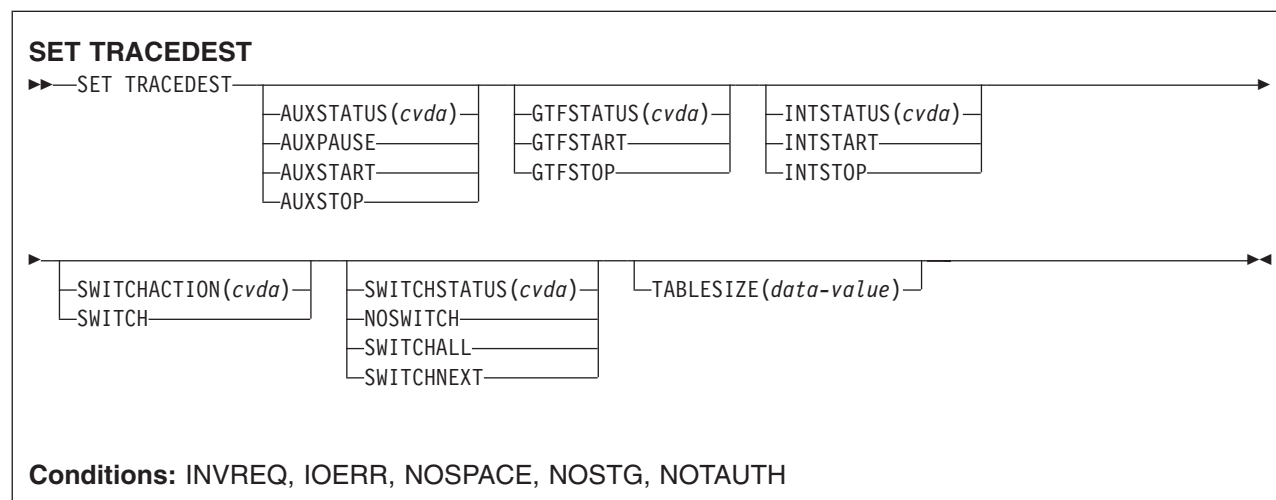 SET TRACEDEST
SET TRACEDEST
AUXSTATUS(cvda)
AUXPAUSE
AUXSTART
AUXSTOP
GTFSTATUS(cvda)
GTFSTART
GTFSTOP
INTSTATUS(cvda)
INTSTART
INTSTOP
SWITCHACTION(cvda)
SWITCH
SWITCHSTATUS(cvda)
NOSWITCH
SWITCHALL
SWITCHNEXT
TABLESIZE(data-value)
Conditions: INVREQ, IOERR, NOSPACE, NOSTG, NOTAUTH